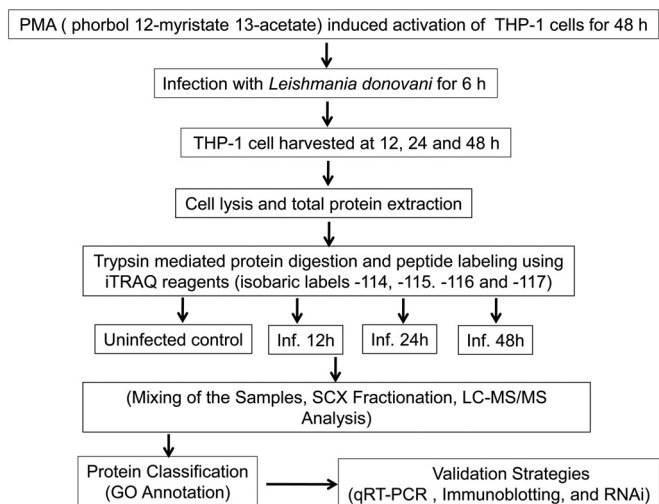 PMA ( phorbol 12-myristate 13-acetate) induced activation of THP-1 cells for 48 h
Infection with Leishmania donovani for 6 h
THP-1 cell harvested at 12, 24 and 48 h
Cell lysis and total protein extraction
Trypsin mediated protein digestion and peptide labeling using
iTRAQ reagents (isobaric labels -114, -115. -116 and -117)
Uninfected control
Inf. 12h
Inf. 24h
Inf. 48h
(Mixing of the Samples, SCX Fractionation, LC-MS/MS
Analysis)
Protein Classification
(GO Annotation)
Validation Strategies
(qRT-PCR , Immunoblotting, and RNAi)